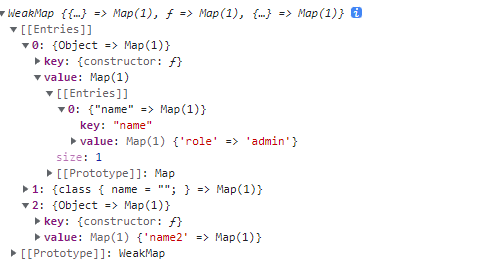 WeakMap {{…} => Map(1), ƒ => Map(1), {…} => Map(1)} i
[[Entries]]
0: {Object => Map(1)}
key: {constructor: ƒ}
value: Map(1)
[[Entries]]
0: {"name" => Map(1)}
key: "name"
value: Map(1) {'role' => 'admin'}
size: 1
[[Prototype]]: Map
1: {class { name = ""; } => Map(1)}
2: {Object => Map(1)}
key: {constructor: ƒ}
value: Map(1) {'name2' => Map(1)}
[[Prototype]]: WeakMap